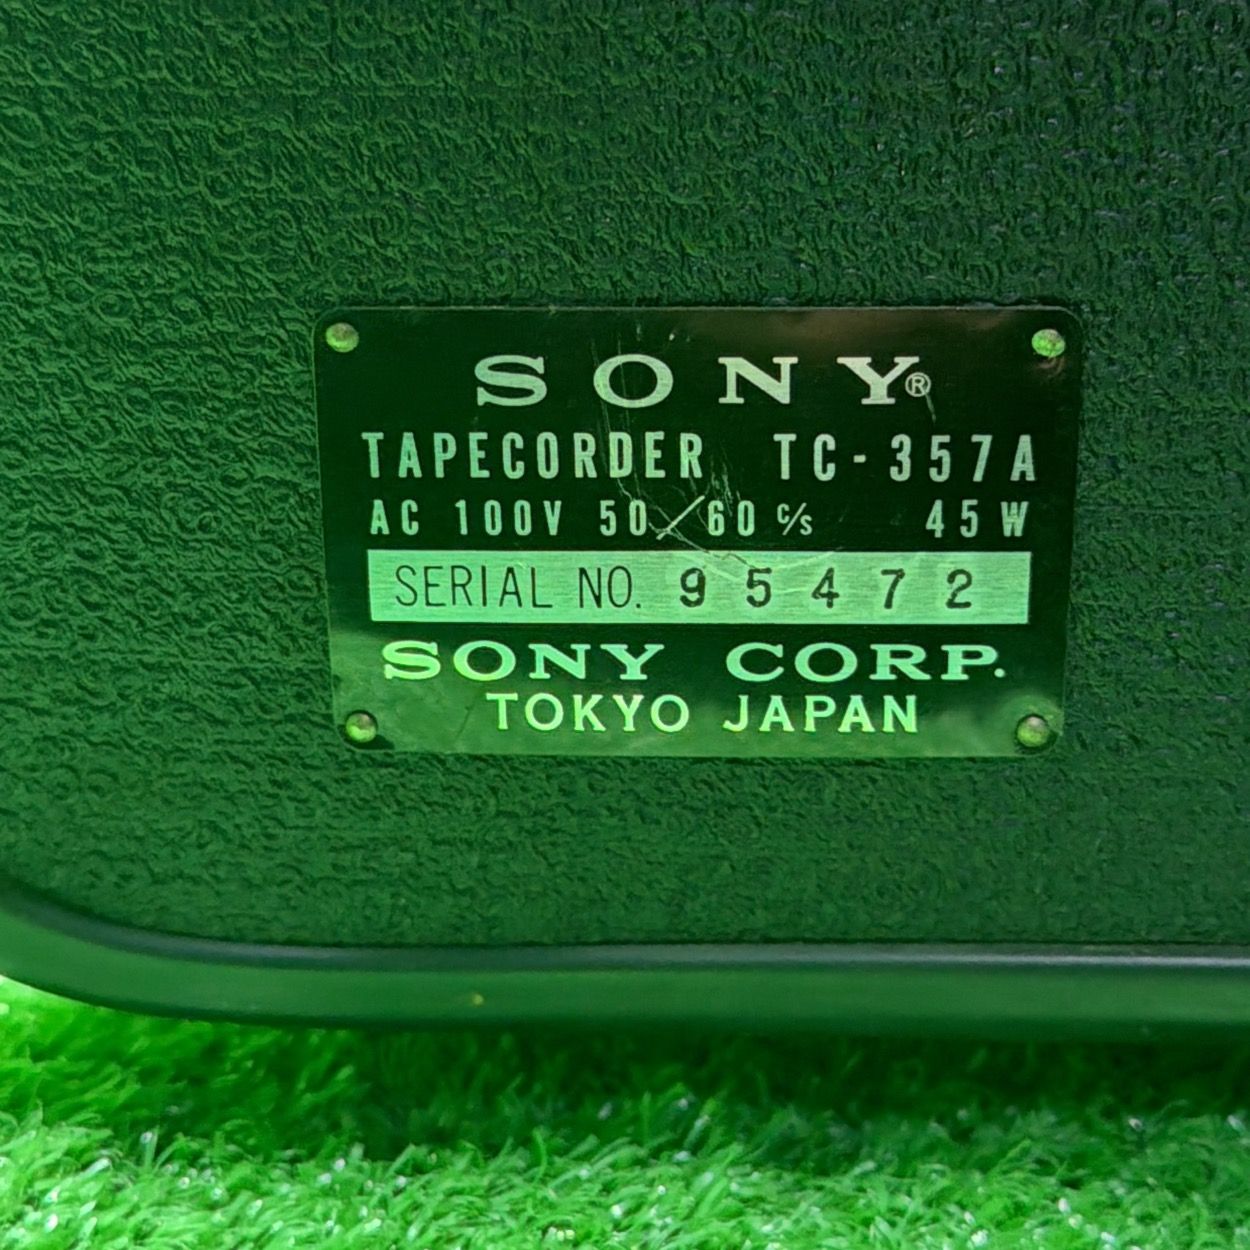 SONY®
TAPECORDER TC-357A
AC 100V 50/60 c/s 45W
SERIAL NO. 95472
SONY CORP.
TOKYO JAPAN